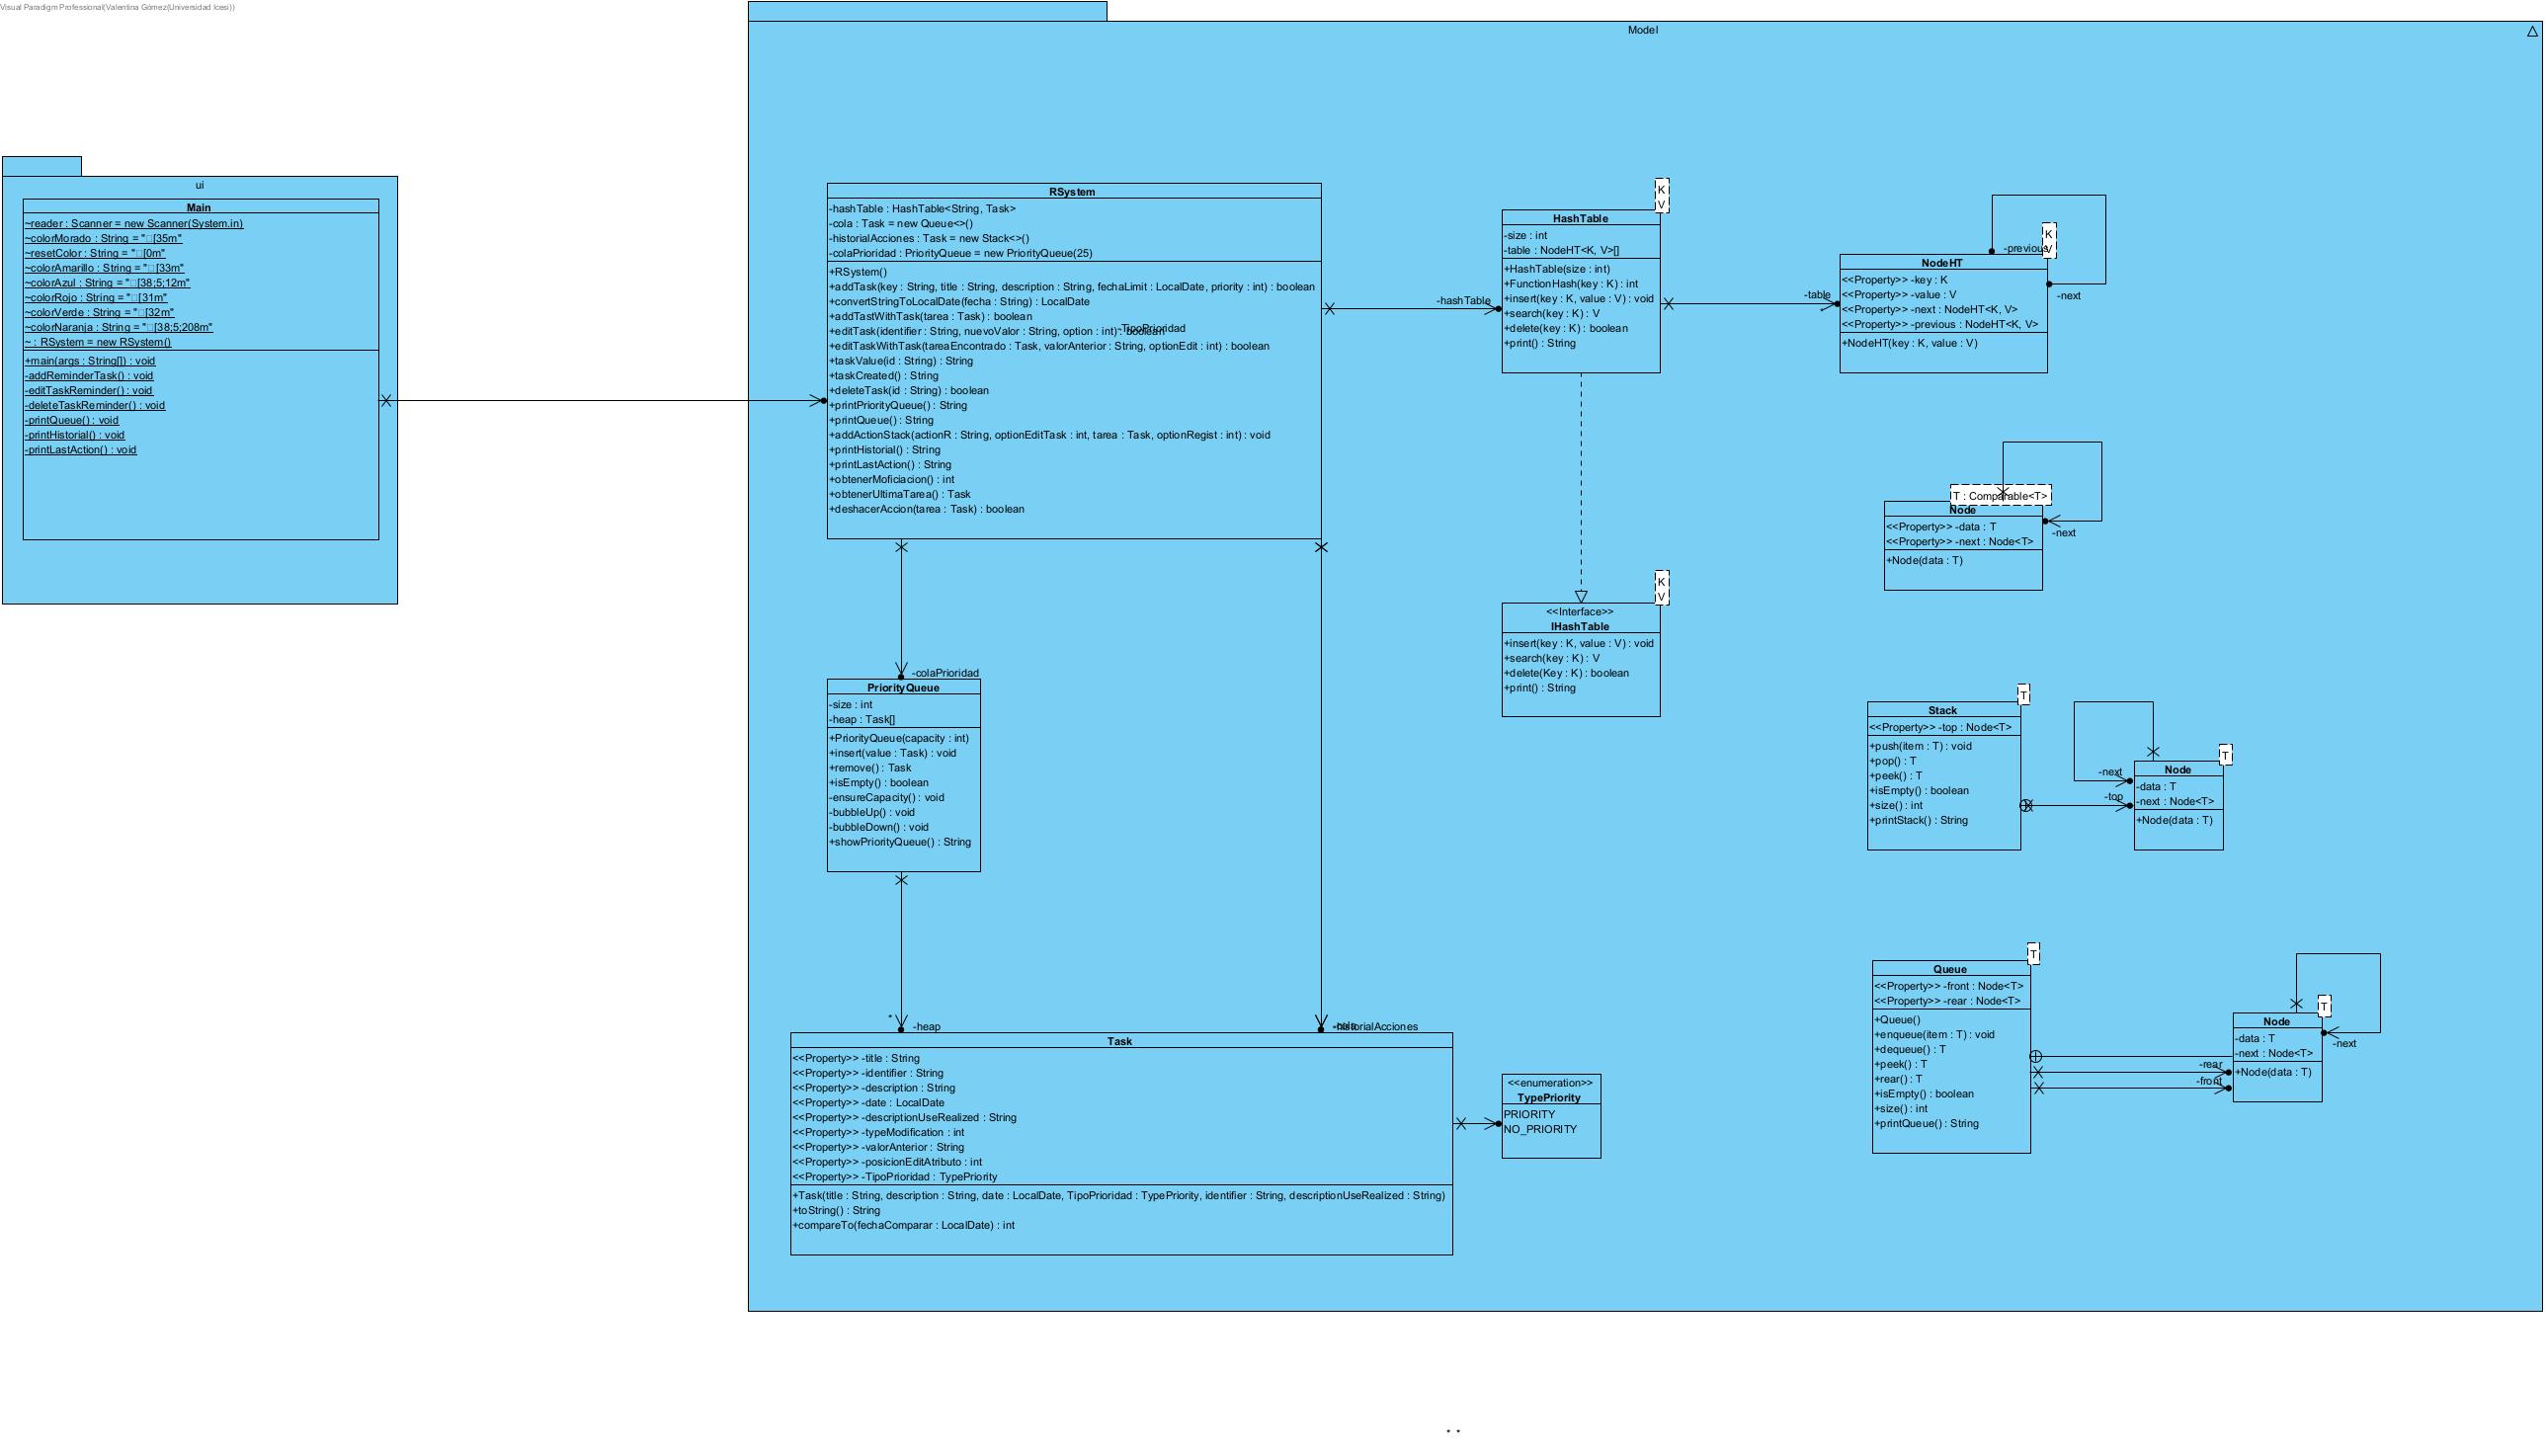 Visual Paradigm Professional(Valentina Gómez(Universidad Icesi))
Model
ui
Main
~reader : Scanner = new Scanner(System.in)
~colorMorado : String = "□[35m"
~resetColor : String = "□[0m"
~colorAmarillo : String = "□[33m"
~colorAzul : String = "□[38;5;12m"
~colorRojo : String = "□[31m"
~colorVerde : String = "□[32m"
~colorNaranja : String = "□[38;5;208m"
~ : RSystem = new RSystem()
+main(args : String[]) : void
-addReminderTask() : void
-editTaskReminder() : void
-deleteTaskReminder() : void
-printQueue() : void
-printHistorial() : void
-printLastAction() : void
RSystem
-hashTable : HashTable<String, Task>
-cola : Task = new Queue<>()
-historialAcciones : Task = new Stack<>()
-colaPrioridad : PriorityQueue = new PriorityQueue(25)
+RSystem()
+addTask(key : String, title : String, description : String, fechaLimit : LocalDate, priority : int) : boolean
+convertStringToLocalDate(fecha : String) : LocalDate
+addTastWithTask(tarea : Task) : boolean
+editTask(identifier : String, nuevoValor : String, option : int) : boolean
-TipoPrioridad
+editTaskWithTask(tareaEncontrado : Task, valorAnterior : String, optionEdit : int) : boolean
+taskValue(id : String) : String
+taskCreated() : String
+deleteTask(id : String) : boolean
+printPriorityQueue() : String
+printQueue() : String
+addActionStack(actionR : String, optionEditTask : int, tarea : Task, optionRegist : int) : void
+printHistorial() : String
+printLastAction() : String
+obtenerMoficiacion() : int
+obtenerUltimaTarea() : Task
+deshacerAccion(tarea : Task) : boolean
-hashTable
K
V
HashTable
-size : int
-table : NodeHT<K, V>[]
+HashTable(size : int)
+FunctionHash(key : K) : int
+insert(key : K, value : V) : void
+search(key : K) : V
+delete(key : K) : boolean
+print() : String
-table
*
-previous
K
V
NodeHT
<<Property>> -key : K
<<Property>> -value : V
<<Property>> -next : NodeHT<K, V>
<<Property>> -previous : NodeHT<K, V>
+NodeHT(key : K, value : V)
-next
T : Comparable<T>
Node
<<Property>> -data : T
<<Property>> -next : Node<T>
+Node(data : T)
-next
K
V
<<Interface>>
IHashTable
+insert(key : K, value : V) : void
+search(key : K) : V
+delete(Key : K) : boolean
+print() : String
-colaPrioridad
PriorityQueue
-size : int
-heap : Task[]
+PriorityQueue(capacity : int)
+insert(value : Task) : void
+remove() : Task
+isEmpty() : boolean
-ensureCapacity() : void
-bubbleUp() : void
-bubbleDown() : void
+showPriorityQueue() : String
T
Stack
<<Property>> -top : Node<T>
+push(item : T) : void
+pop() : T
+peek() : T
+isEmpty() : boolean
+size() : int
+printStack() : String
-next
-top
T
Node
-data : T
-next : Node<T>
+Node(data : T)
T
Queue
<<Property>> -front : Node<T>
<<Property>> -rear : Node<T>
+Queue()
+enqueue(item : T) : void
+dequeue() : T
+peek() : T
+rear() : T
+isEmpty() : boolean
+size() : int
+printQueue() : String
-rear
-front
T
Node
-data : T
-next : Node<T>
+Node(data : T)
-next
*
-heap
-historialAcciones
Task
<<Property>> -title : String
<<Property>> -identifier : String
<<Property>> -description : String
<<Property>> -date : LocalDate
<<Property>> -descriptionUseRealized : String
<<Property>> -typeModification : int
<<Property>> -valorAnterior : String
<<Property>> -posicionEditAtributo : int
<<Property>> -TipoPrioridad : TypePriority
+Task(title : String, description : String, date : LocalDate, TipoPrioridad : TypePriority, identifier : String, descriptionUseRealized : String)
+toString() : String
+compareTo(fechaComparar : LocalDate) : int
<<enumeration>>
TypePriority
PRIORITY
NO_PRIORITY